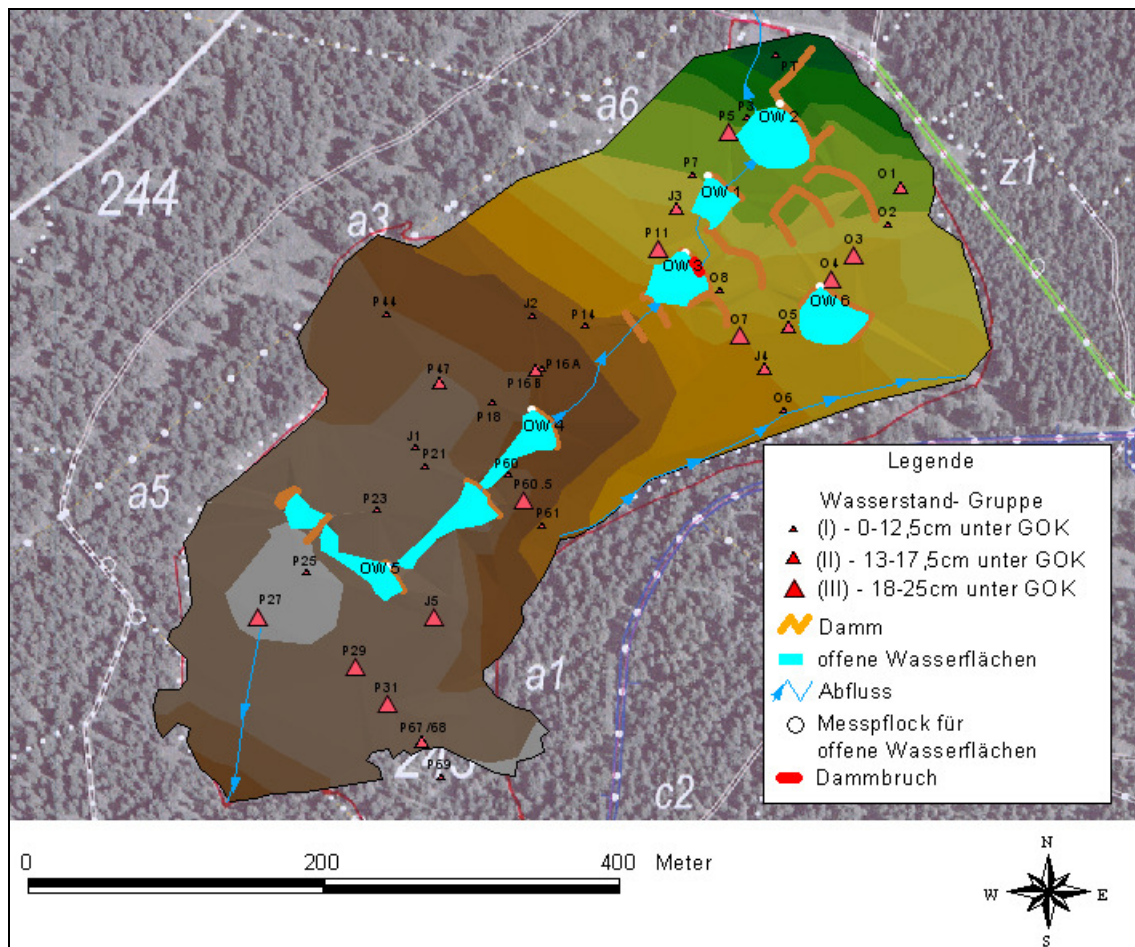 PT
a6
P3
OW 2
P5
z1
244
P7
O1
OW 1
J3
a3
O2
P11
O3
OW 3
O4
O8
OW 6
P44
J2
P14
O5
O7
P16A
J4
P47
P16B
P18
O6
OW 4
J1
P21
P60
a5
P60.5
P23
P61
OW 5
P25
P27
J5
P29
a1
P31
P67/68
P69
c2
Legende
Wasserstand- Gruppe
(I) - 0-12,5cm unter GOK
(II) - 13-17,5cm unter GOK
(III) - 18-25cm unter GOK
Damm
offene Wasserflächen
Abfluss
Messpflock für
offene Wasserflächen
Dammbruch
0 200 400 Meter
N
W E
S